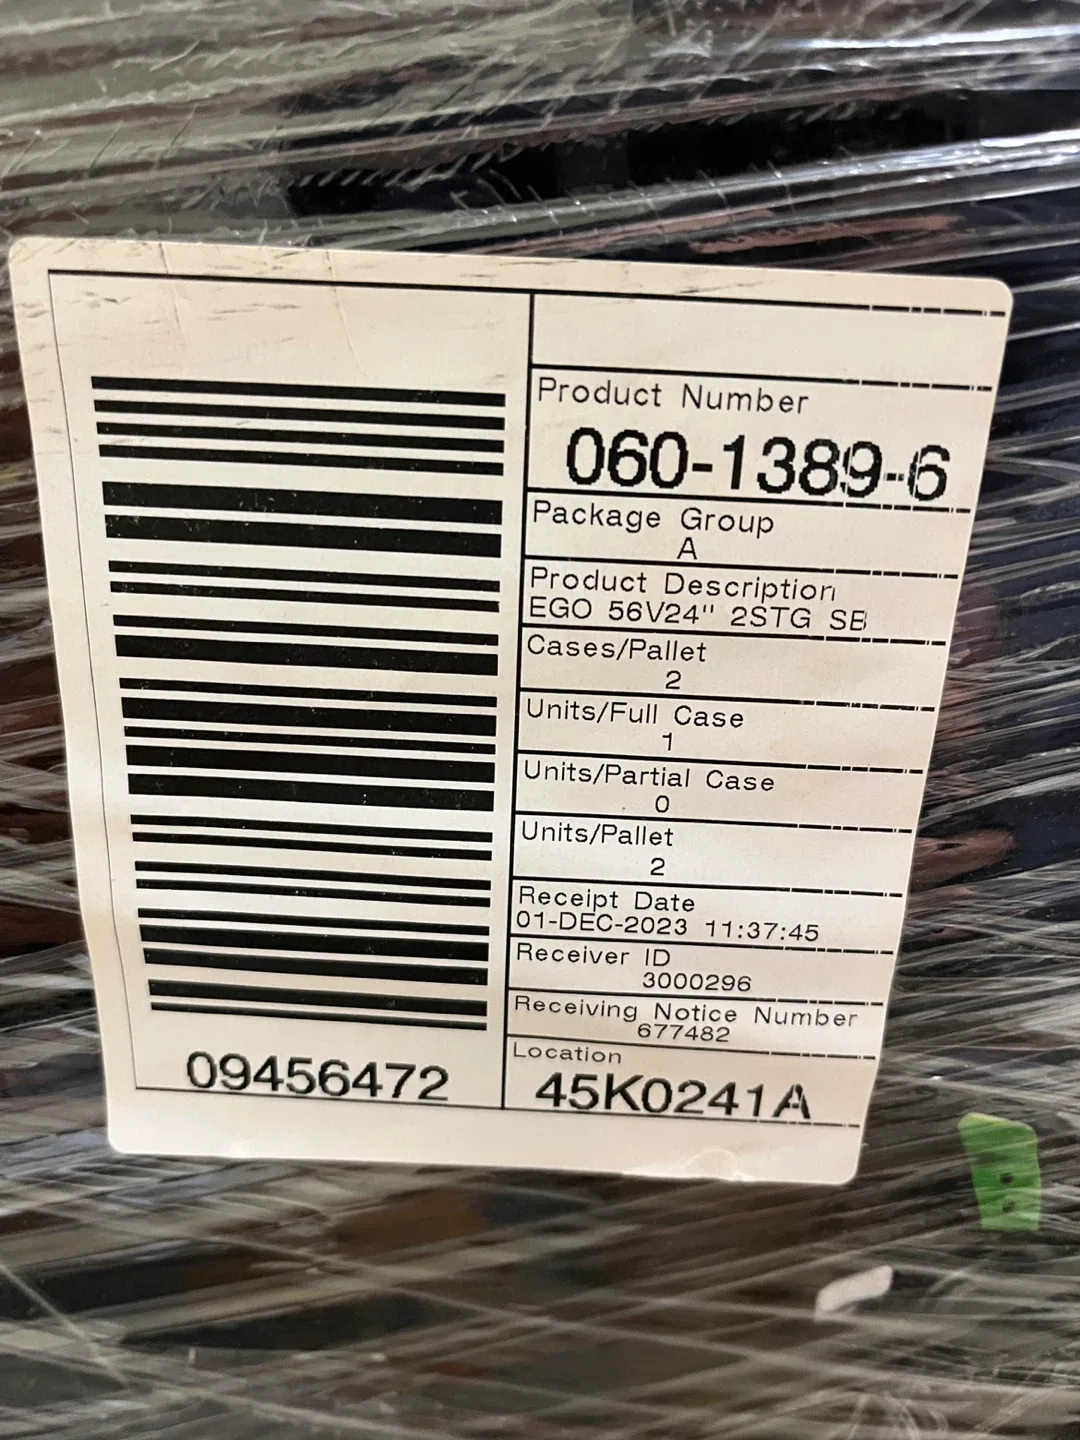 Product Number
060-1389-6
Package Group
A
Product Description
EGO 56V24" 2STG SB
Cases/Pallet
2
Units/Full Case
1
Units/Partial Case
0
Units/Pallet
2
Receipt Date
01-DEC-2023 11:37:45
Receiver ID
3000296
Receiving Notice Number
677482
Location
45K0241A
09456472